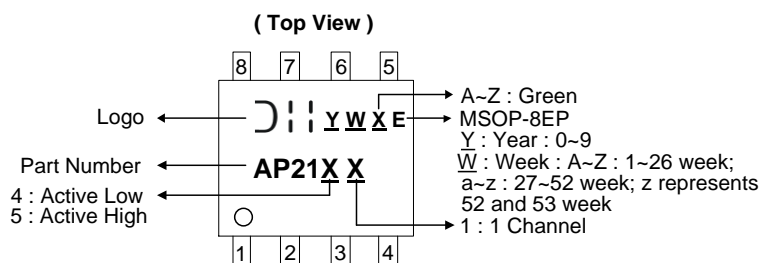 ( Top View )
8 7 6 5
Logo
Y W X E
A~Z : Green
MSOP-8EP
Y : Year : 0~9
W : Week : A~Z : 1~26 week;
a~z : 27~52 week; z represents
52 and 53 week
Part Number
AP21X X
4 : Active Low
5 : Active High
1 : 1 Channel
1 2 3 4